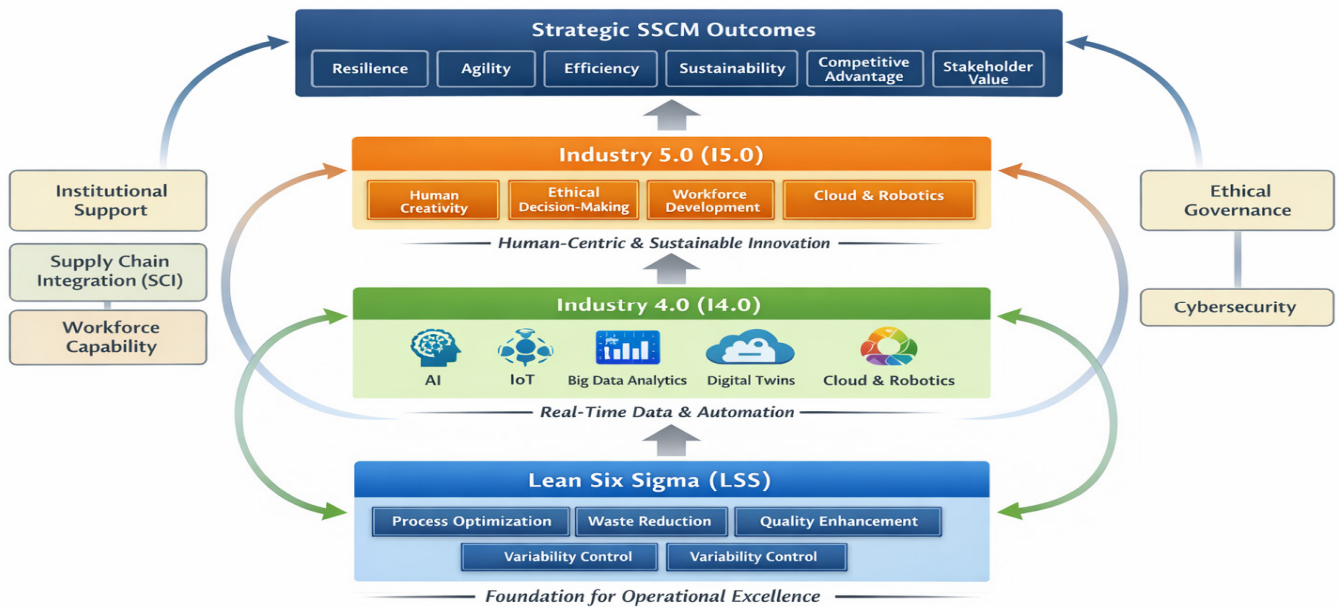 Strategic SSCM Outcomes
Resilience
Agility
Efficiency
Sustainability
Competitive
Advantage
Stakeholder
Value
Industry 5.0 (I5.0)
Human
Creativity
Ethical
Decision-Making
Workforce
Development
Cloud & Robotics
Human-Centric & Sustainable Innovation
Institutional
Support
Supply Chain
Integration (SCI)
Workforce
Capability
Ethical
Governance
Cybersecurity
Industry 4.0 (I4.0)
AI
IoT
Big Data Analytics
Digital Twins
Cloud & Robotics
Real-Time Data & Automation
Lean Six Sigma (LSS)
Process Optimization
Waste Reduction
Quality Enhancement
Variability Control
Variability Control
Foundation for Operational Excellence